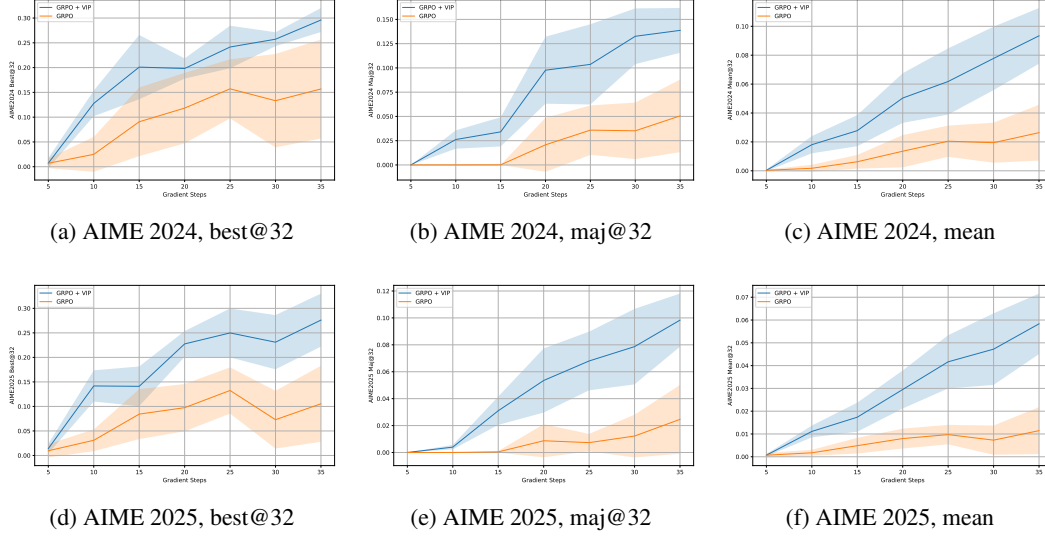 GRPO + VIP
GRPO
0.30
0.25
0.20
0.15
0.10
0.05
0.00
AIME2024 Best@32
5 10 15 20 25 30 35
Gradient Steps
(a) AIME 2024, best@32
GRPO + VIP
GRPO
0.150
0.125
0.100
0.075
0.050
0.025
0.000
AIME2024 Maj@32
5 10 15 20 25 30 35
Gradient Steps
(b) AIME 2024, maj@32
GRPO + VIP
GRPO
0.10
0.08
0.06
0.04
0.02
0.00
AIME2024 Mean@32
5 10 15 20 25 30 35
Gradient Steps
(c) AIME 2024, mean
GRPO + VIP
GRPO
0.30
0.25
0.20
0.15
0.10
0.05
0.00
AIME2025 Best@32
5 10 15 20 25 30 35
Gradient Steps
(d) AIME 2025, best@32
GRPO + VIP
GRPO
0.12
0.10
0.08
0.06
0.04
0.02
0.00
AIME2025 Maj@32
5 10 15 20 25 30 35
Gradient Steps
(e) AIME 2025, maj@32
GRPO + VIP
GRPO
0.07
0.06
0.05
0.04
0.03
0.02
0.01
0.00
AIME2025 Mean@32
5 10 15 20 25 30 35
Gradient Steps
(f) AIME 2025, mean